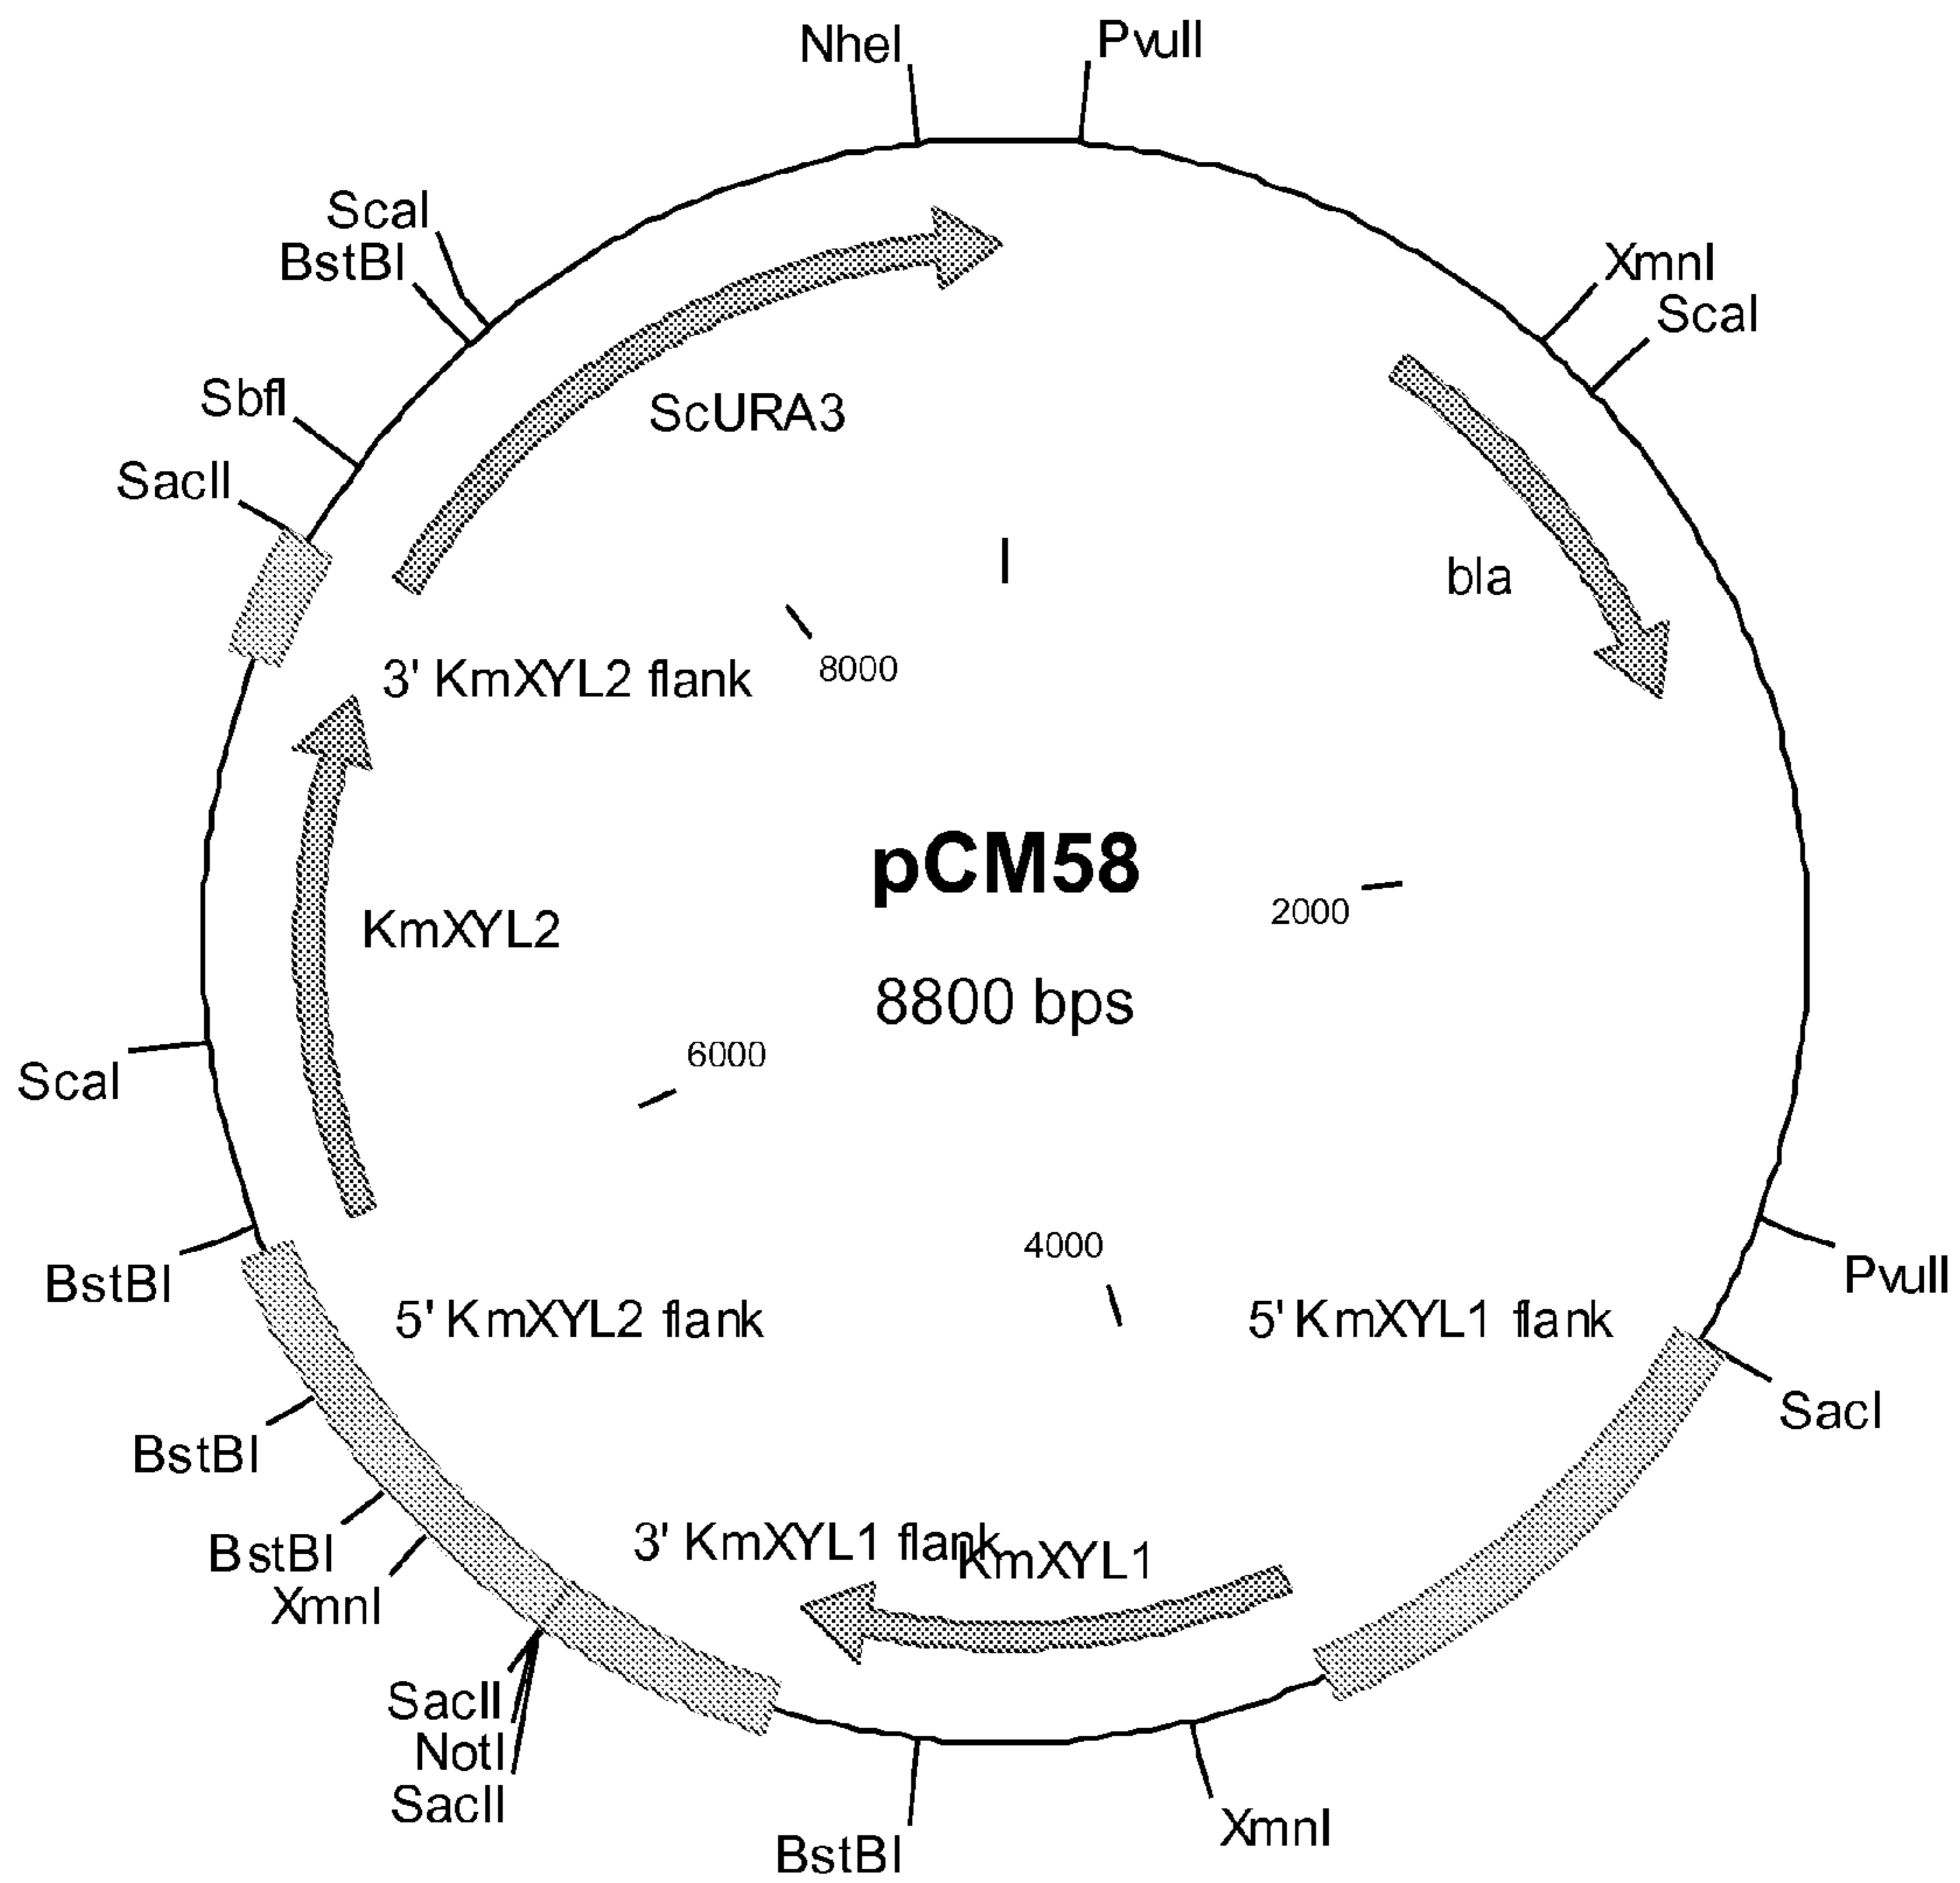 NheI
PvuII
ScaI
BstBI
XmnI
ScaI
SbfI
SacII
ScURA3
bla
3' KmXYL2 flank
8000
pCM58
2000
KmXYL2
8800 bps
6000
ScaI
BstBI
4000
PvuII
5' KmXYL2 flank
5' KmXYL1 flank
SacI
BstBI
BstBI
3' KmXYL1 flank
KmXYL1
XmnI
SacII
NotI
SacII
BstBI
XmnI